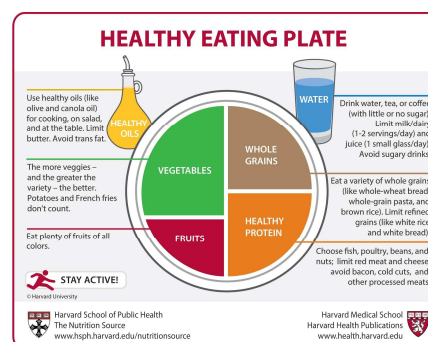 HEALTHY EATING PLATE
Use healthy oils (like
olive and canola oil)
for cooking, on salad,
and at the table. Limit
butter. Avoid trans fat.
HEALTHY
OILS
The more veggies –
and the greater the
variety – the better.
Potatoes and French fries
don't count.
Eat plenty of fruits of all
colors.
VEGETABLES
FRUITS
WHOLE
GRAINS
HEALTHY
PROTEIN
WATER
Drink water, tea, or coffee
(with little or no sugar)
Limit milk/dairy
(1-2 servings/day) and
juice (1 small glass/day)
Avoid sugary drinks
Eat a variety of whole grains
(like whole-wheat bread
whole-grain pasta, and
brown rice). Limit refined
grains (like white rice
and white bread)
Choose fish, poultry, beans, and
nuts; limit red meat and cheese
avoid bacon, cold cuts, and
other processed meats
STAY ACTIVE!
© Harvard University
Harvard School of Public Health
The Nutrition Source
www.hsph.harvard.edu/nutritionsource
Harvard Medical School
Harvard Health Publications
www.health.harvard.edu